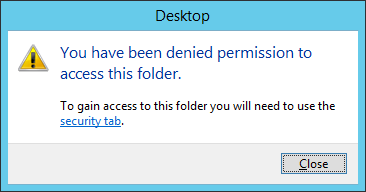 Desktop
You have been denied permission to
access this folder.
To gain access to this folder you will need to use the
security tab.
Close